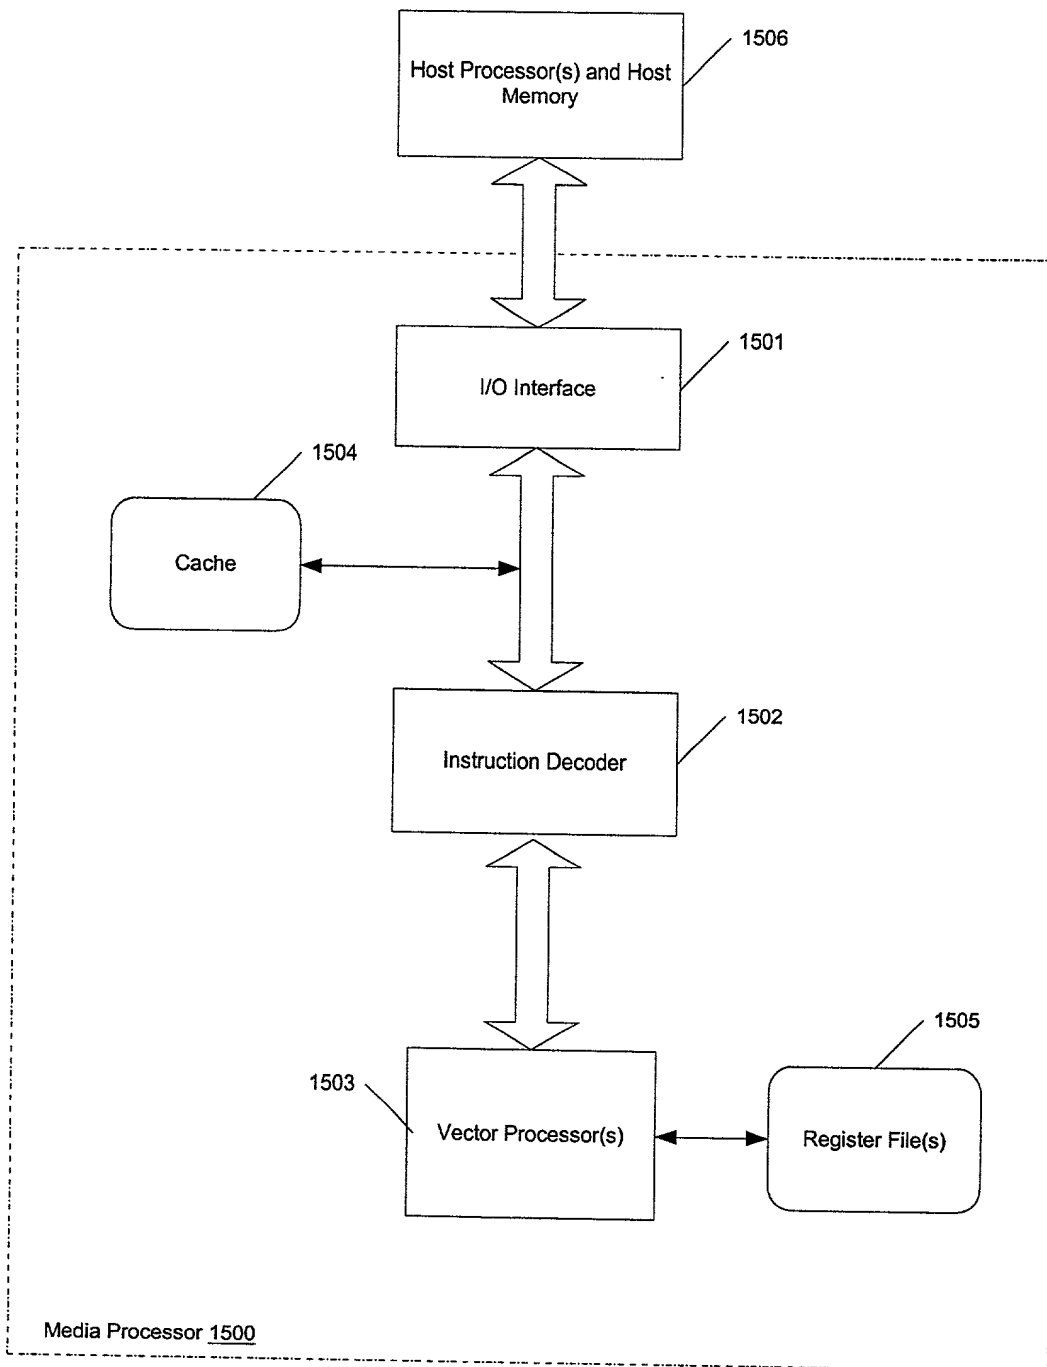 1506
Host Processor(s) and Host
Memory
1501
I/O Interface
1504
Cache
1502
Instruction Decoder
1505
1503
Vector Processor(s)
Register File(s)
Media Processor 1500